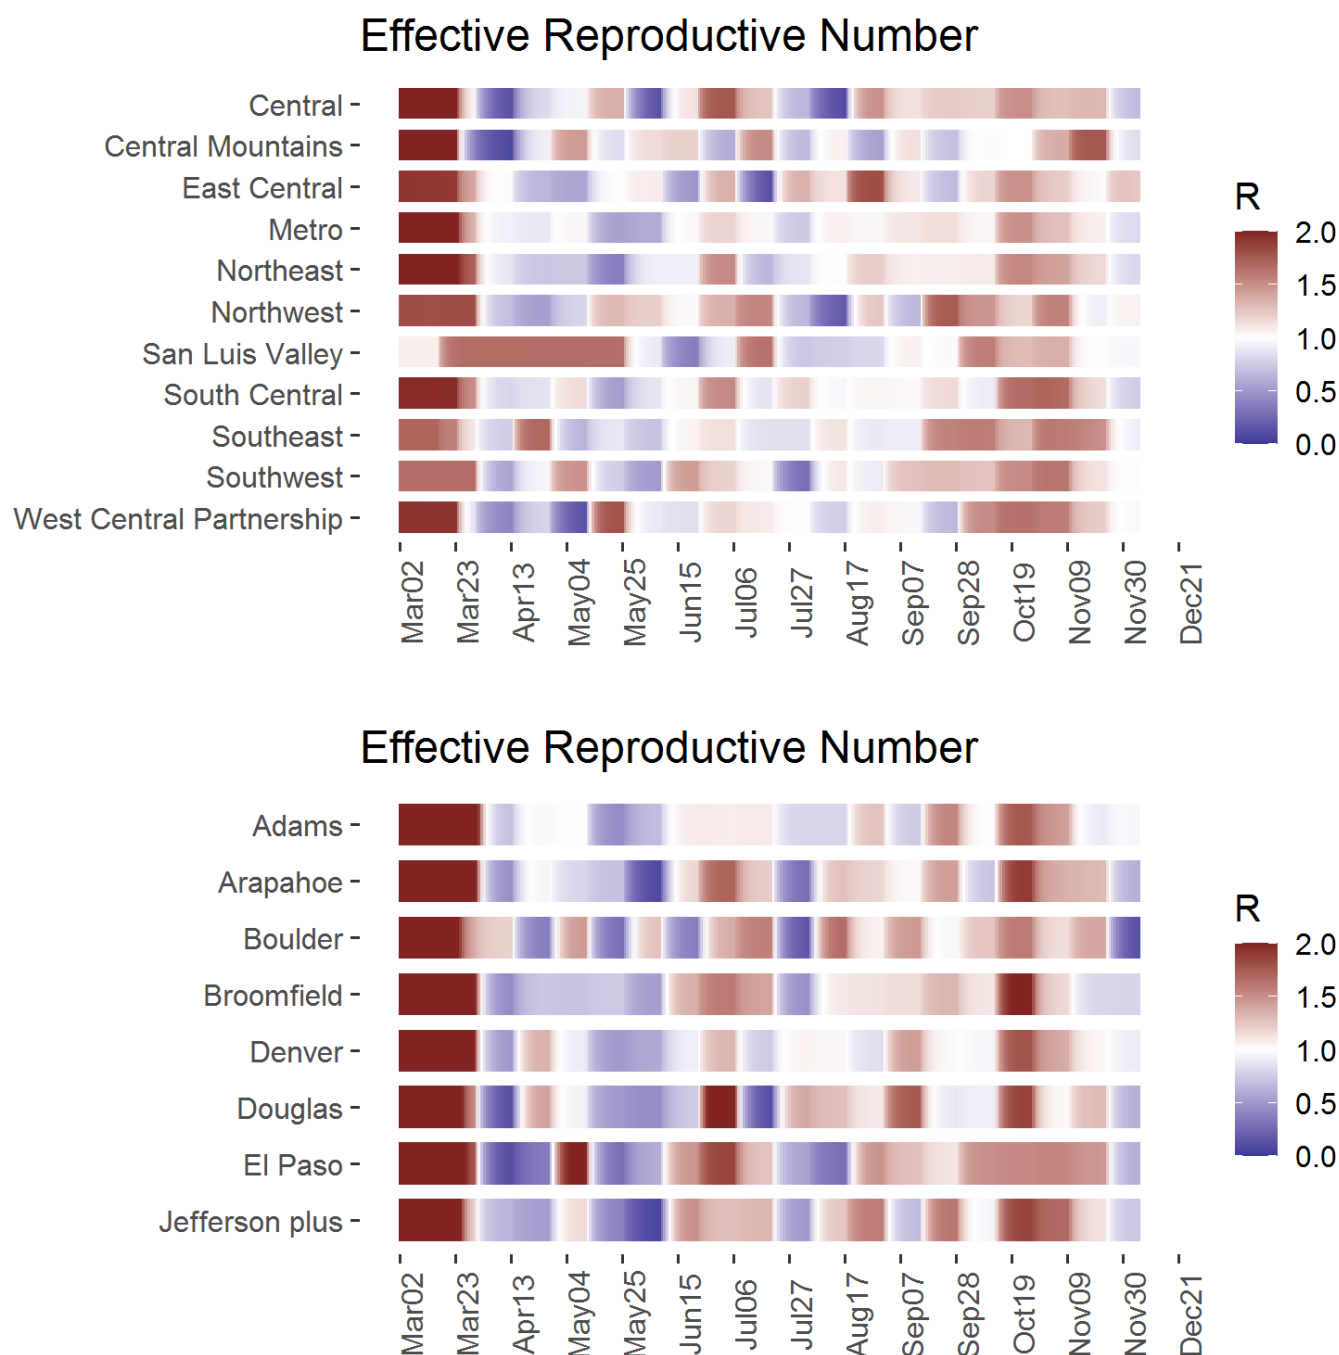 Effective Reproductive Number
Central
Central Mountains
East Central
Metro
Northeast
Northwest
San Luis Valley
South Central
Southeast
Southwest
West Central Partnership
Mar02
Mar23
Apr13
May04
May25
Jun15
Jul06
Jul27
Aug17
Sep07
Sep28
Oct19
Nov09
Nov30
Dec21
R
2.0
1.5
1.0
0.5
0.0
Effective Reproductive Number
Adams
Arapahoe
Boulder
Broomfield
Denver
Douglas
El Paso
Jefferson plus
Mar02
Mar23
Apr13
May04
May25
Jun15
Jul06
Jul27
Aug17
Sep07
Sep28
Oct19
Nov09
Nov30
Dec21
R
2.0
1.5
1.0
0.5
0.0